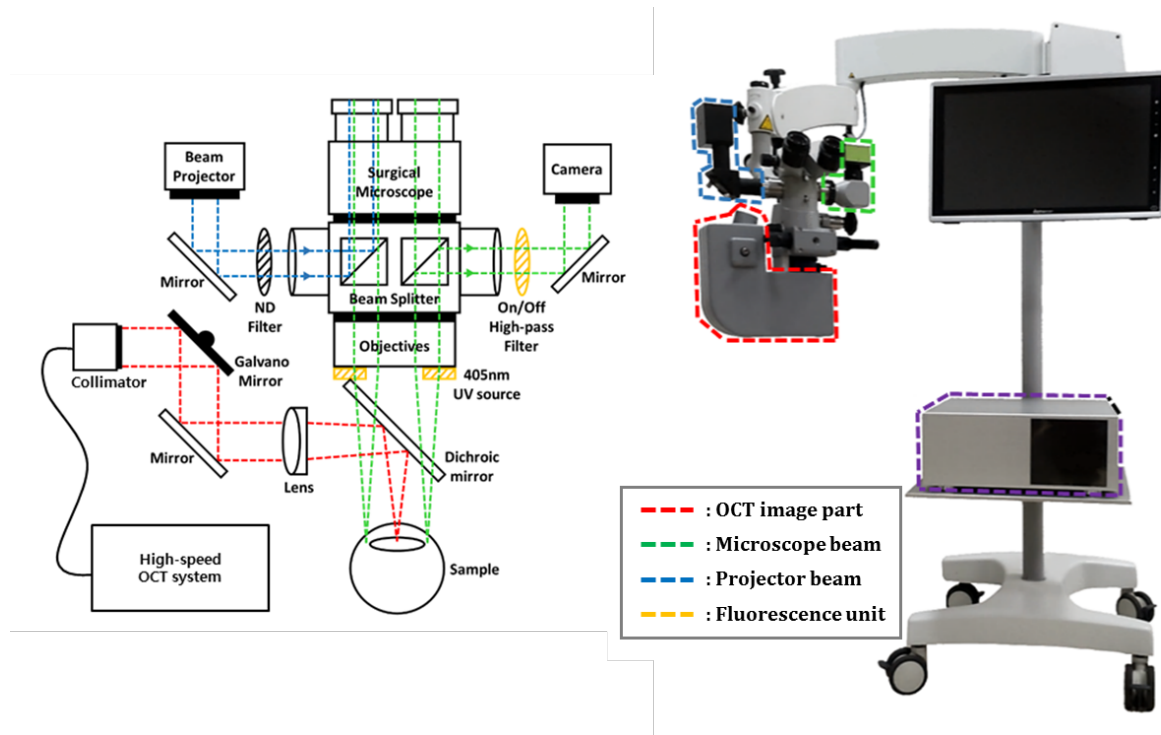 Beam
Projector
Surgical
Microscope
Camera
Mirror
ND
Filter
Beam Splitter
On/Off
High-pass
Filter
Mirror
Collimator
Galvano
Mirror
Objectives
405nm
UV source
Mirror
Lens
Dichroic
mirror
High-speed
OCT system
Sample
: OCT image part
: Microscope beam
: Projector beam
: Fluorescence unit